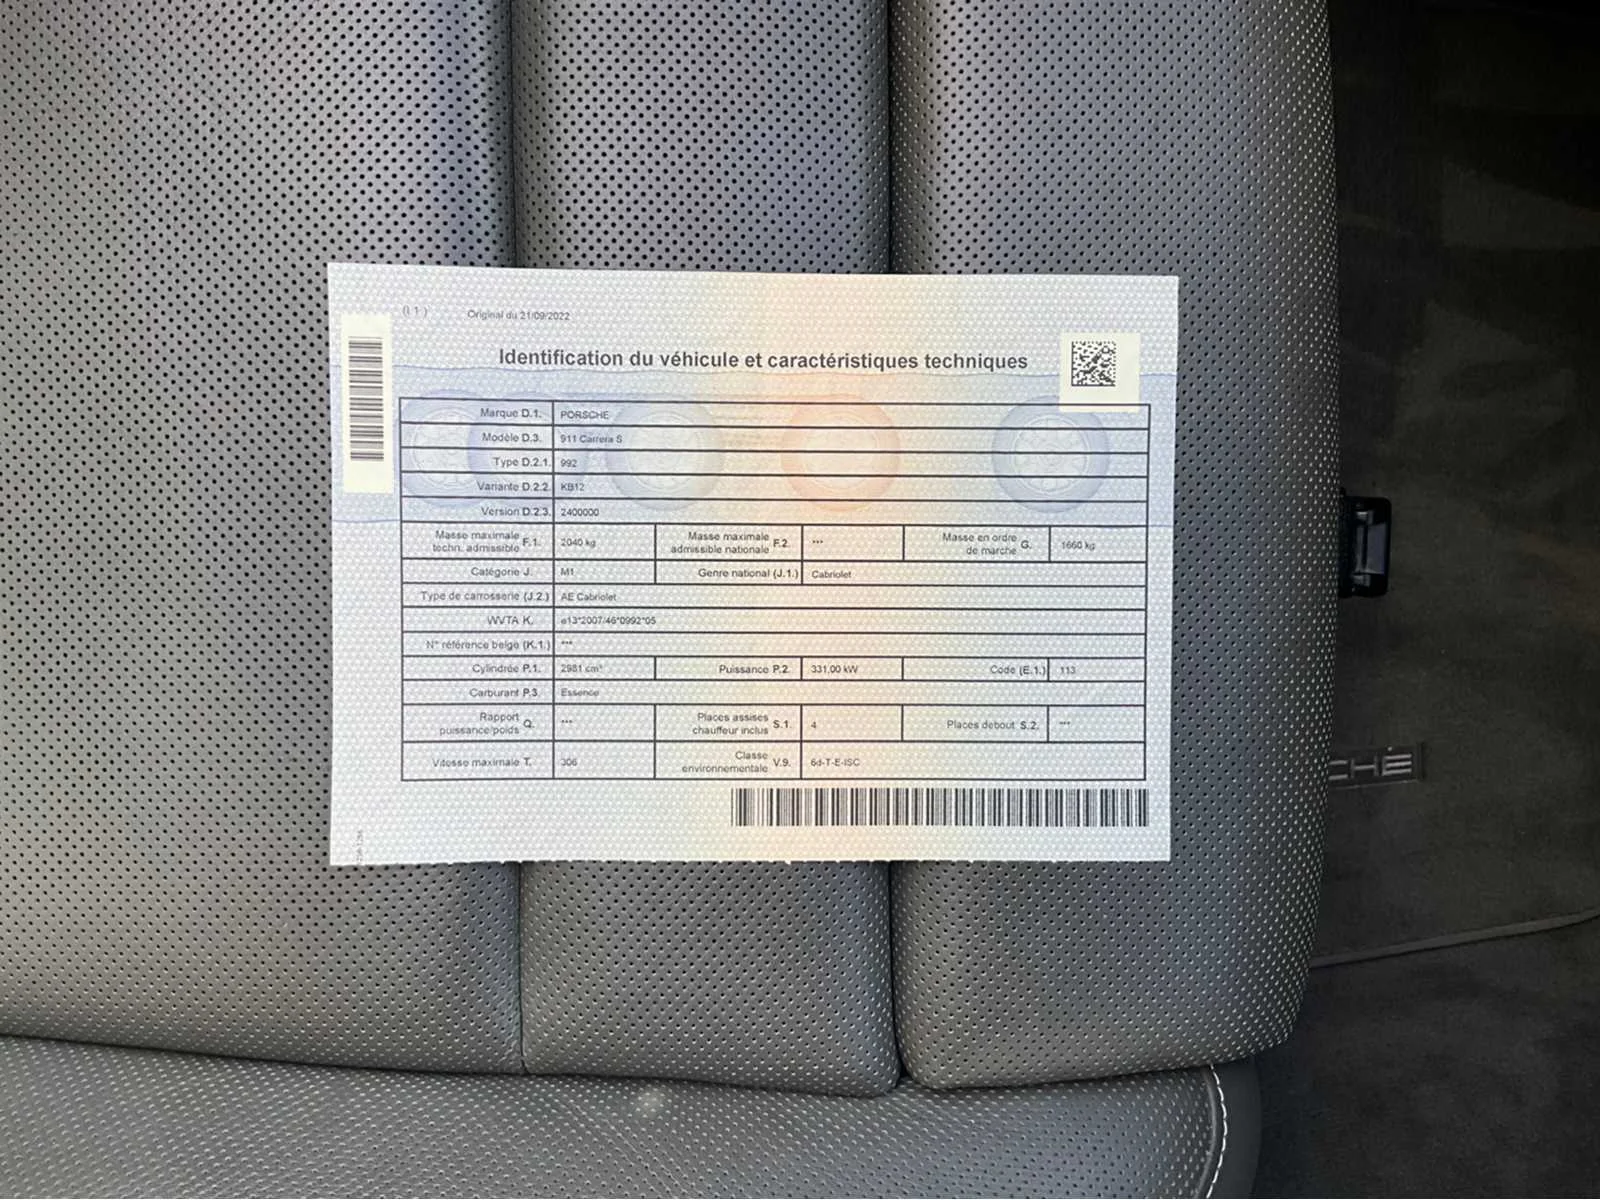 (I 1 )
Original du 21/09/2022
Identification du véhicule et caractéristiques techniques
Marque D.1. PORSCHE
Modèle D.3. 911 Carrera S
Type D.2.1. 992
Variante D.2.2. KB12
Version D.2.3. 2400000
Masse maximale techn. admissible F.1. 2040 kg Masse maximale admissible nationale F.2. *** Masse en ordre de marche G. 1660 kg
Catégorie J. M1 Genre national (J.1.) Cabriolet
Type de carrosserie (J.2.) AE Cabriolet
WVTA K. e13*2007/46*0992*05
N° référence belge (K.1.) ***
Cylindrée P.1. 2981 cm³ Puissance P.2. 331,00 kW Code (E.1.) 113
Carburant P.3. Essence
Rapport puissance/poids Q. *** Places assises chauffeur inclus S.1. 4 Places debout S.2. ***
Vitesse maximale T. 306 Classe environnementale V.9. 6d-T-E-ISC
CHE